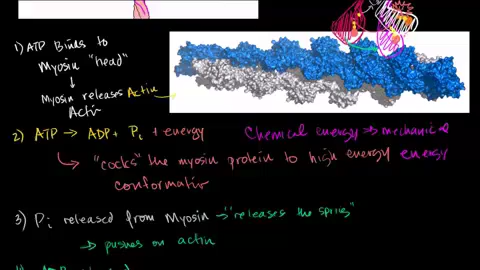 1) ATP Binds to
Myosin "head"
↓
Myosin releases Actin
Actin
2) ATP → ADP + Pi + energy
Chemical energy → mechanical
energy
↳ "cocks" the myosin protein to high energy
conformation
3) Pi released from Myosin → "releases the spring"
→ pushes on actin